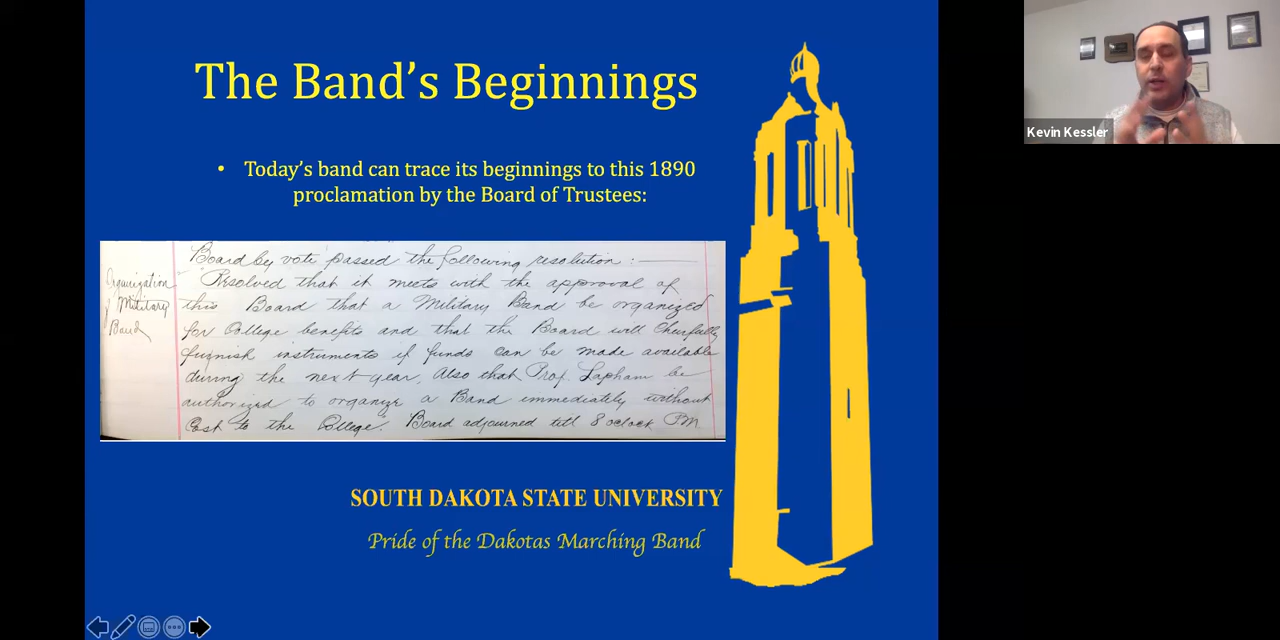 The Band's Beginnings
• Today's band can trace its beginnings to this 1890
proclamation by the Board of Trustees:
Board by vote passed the following resolution :
Organization
of Military
Band
Resolved that it meets with the approval of
this Board that a Military Band be organized
for College benefits and that the Board will cheerfully
furnish instruments if funds can be made available
during the next year. Also that Prof. Lapham be
authorized to organize a Band immediately without
Cost to the College. Board adjourned till 8 oclock PM
SOUTH DAKOTA STATE UNIVERSITY
Pride of the Dakotas Marching Band
Kevin Kessler